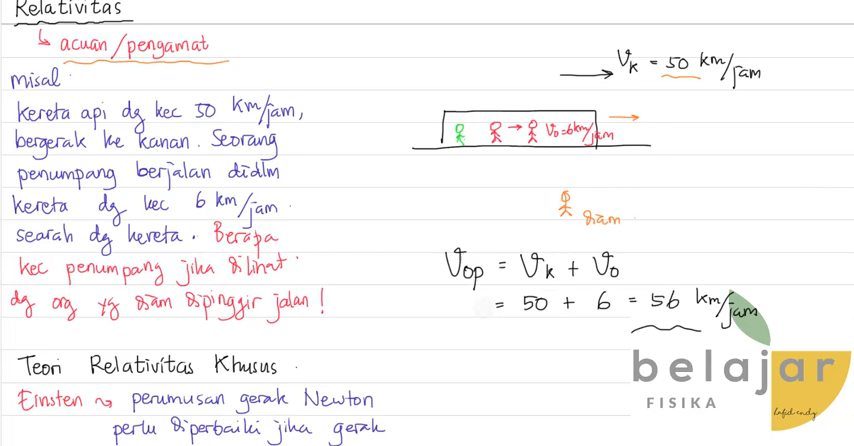 Relativitas
↳ acuan/pengamat
misal.
kereta api dg kec 50 km/jam,
bergerak ke kanan. Seorang
penumpang berjalan didlm
kereta dg kec 6 km/jam.
searah dg kereta. Berapa
kec penumpang jika dilihat
dg org yg diam dipinggir jalan!
Teori Relativitas Khusus.
Einsten ⤳ perumusan gerak Newton
perlu diperbaiki jika gerak
Vk = 50 km/jam
Vo = 6 km/jam
diam
Vop = Vk + Vo
= 50 + 6 = 56 km/jam
belajar
FISIKA